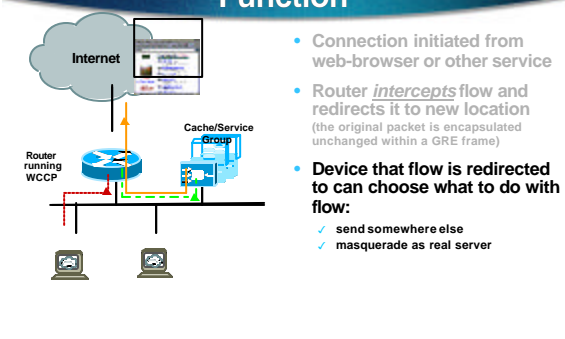 Function
Internet
Cache/Service
Group
Router
running
WCCP
• Connection initiated from
web-browser or other service
• Router intercepts flow and
redirects it to new location
(the original packet is encapsulated
unchanged within a GRE frame)
• Device that flow is redirected
to can choose what to do with
flow:
✓ send somewhere else
✓ masquerade as real server